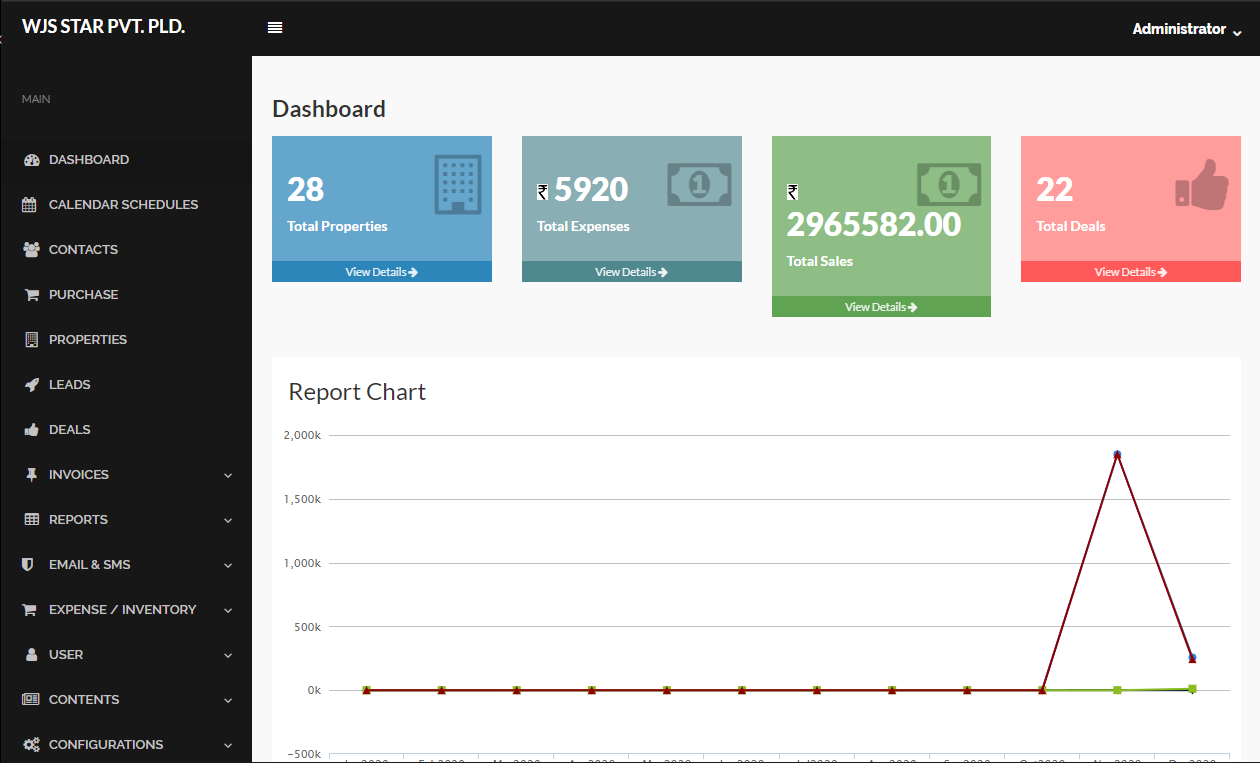 WJS STAR PVT. PLD.
Administrator
MAIN
DASHBOARD
CALENDAR SCHEDULES
CONTACTS
PURCHASE
PROPERTIES
LEADS
DEALS
INVOICES
REPORTS
EMAIL & SMS
EXPENSE / INVENTORY
USER
CONTENTS
CONFIGURATIONS
Dashboard
28
Total Properties
View Details
₹ 5920
1
Total Expenses
View Details
₹
1
2965582.00
Total Sales
View Details
22
Total Deals
View Details
Report Chart
2,000k
1,500k
1,000k
500k
0k
−500k